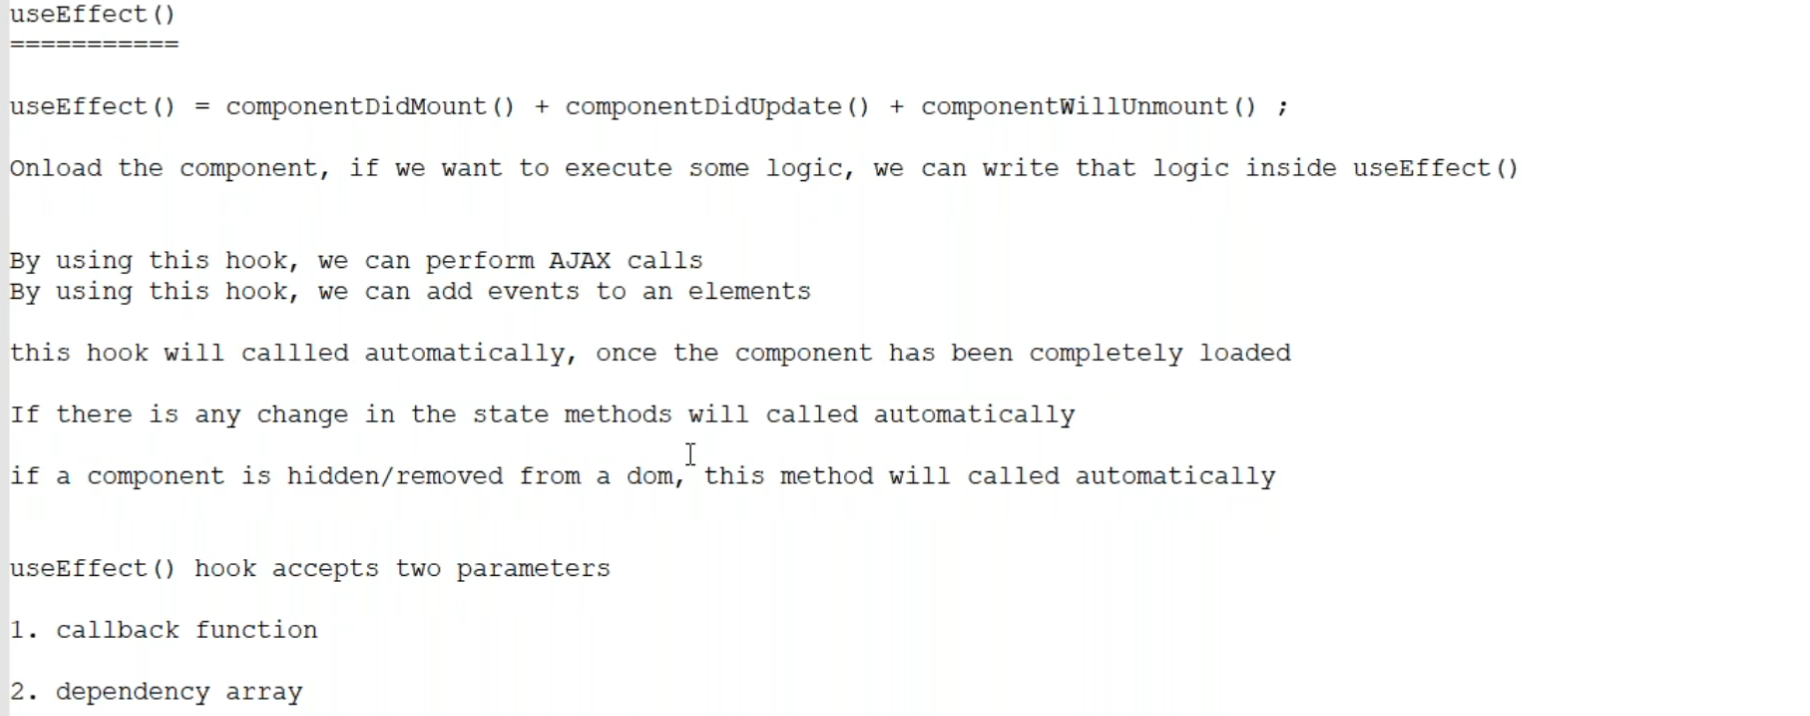 useEffect()
===========
useEffect() = componentDidMount() + componentDidUpdate() + componentWillUnmount() ;
Onload the component, if we want to execute some logic, we can write that logic inside useEffect()
By using this hook, we can perform AJAX calls
By using this hook, we can add events to an elements
this hook will callled automatically, once the component has been completely loaded
If there is any change in the state methods will called automatically
if a component is hidden/removed from a dom, this method will called automatically
useEffect() hook accepts two parameters
1. callback function
2. dependency array